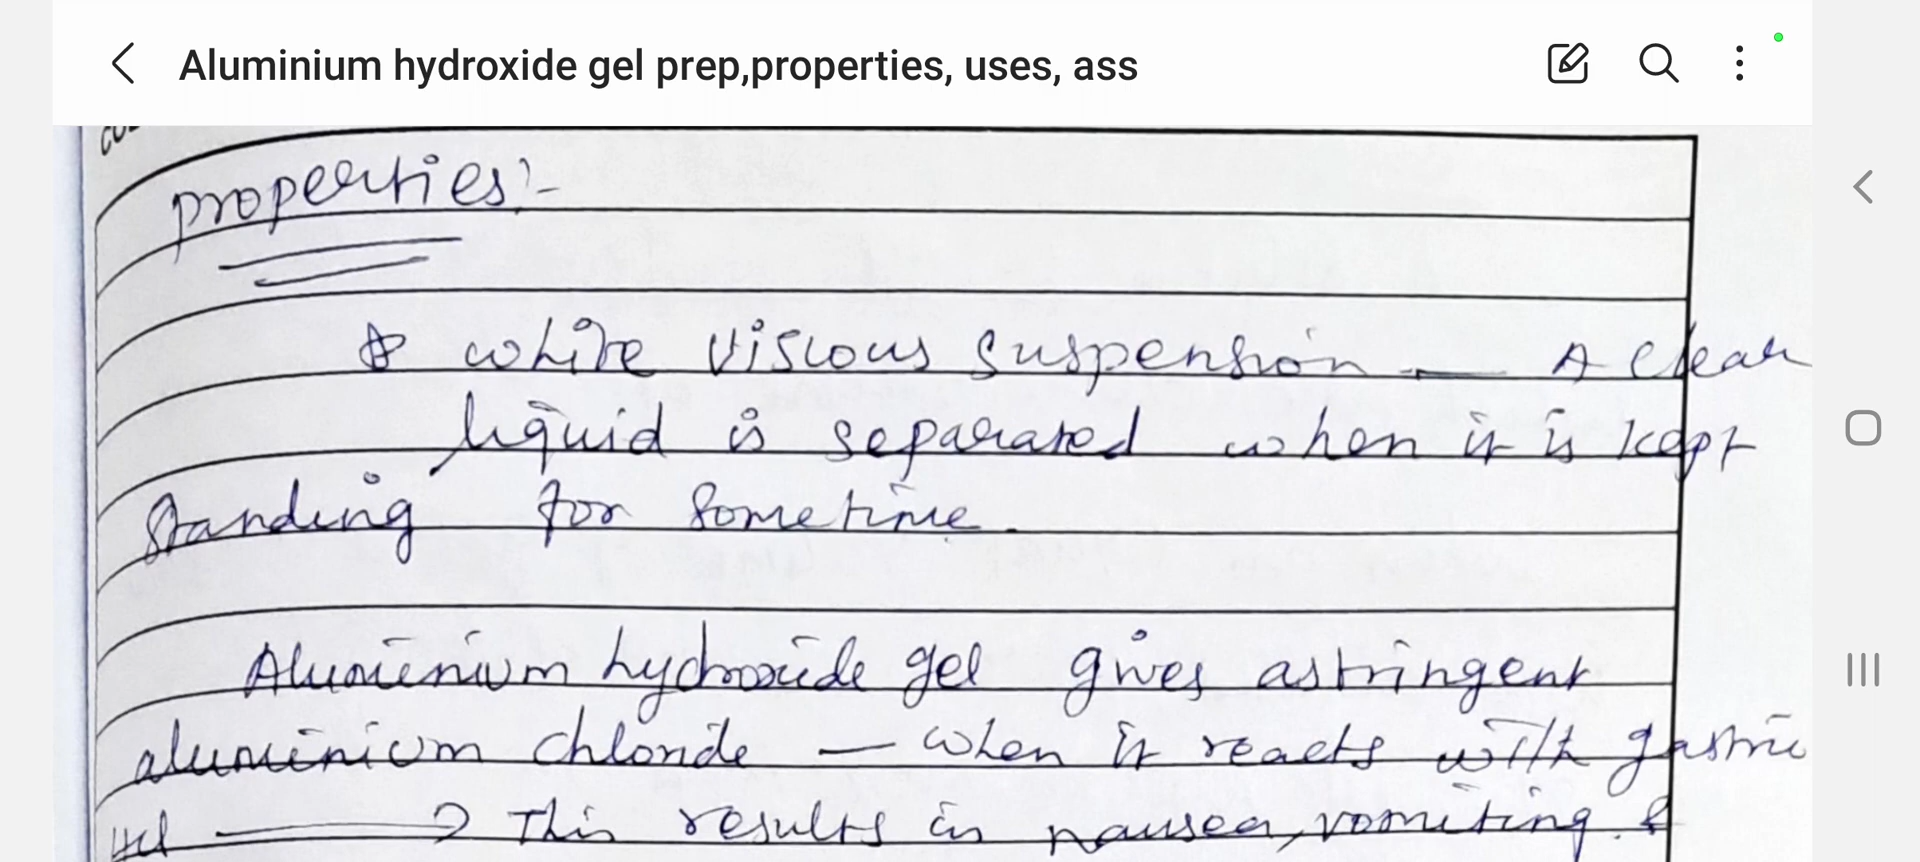 Aluminium hydroxide gel prep,properties, uses, ass
properties:-
white viscous suspension — A clear
liquid is separated when it is kept
standing for sometime.
Aluminium hydroxide gel gives astringent
aluminium chloride — when it reacts with gastric
Hcl → This results in nausea, vomiting. &